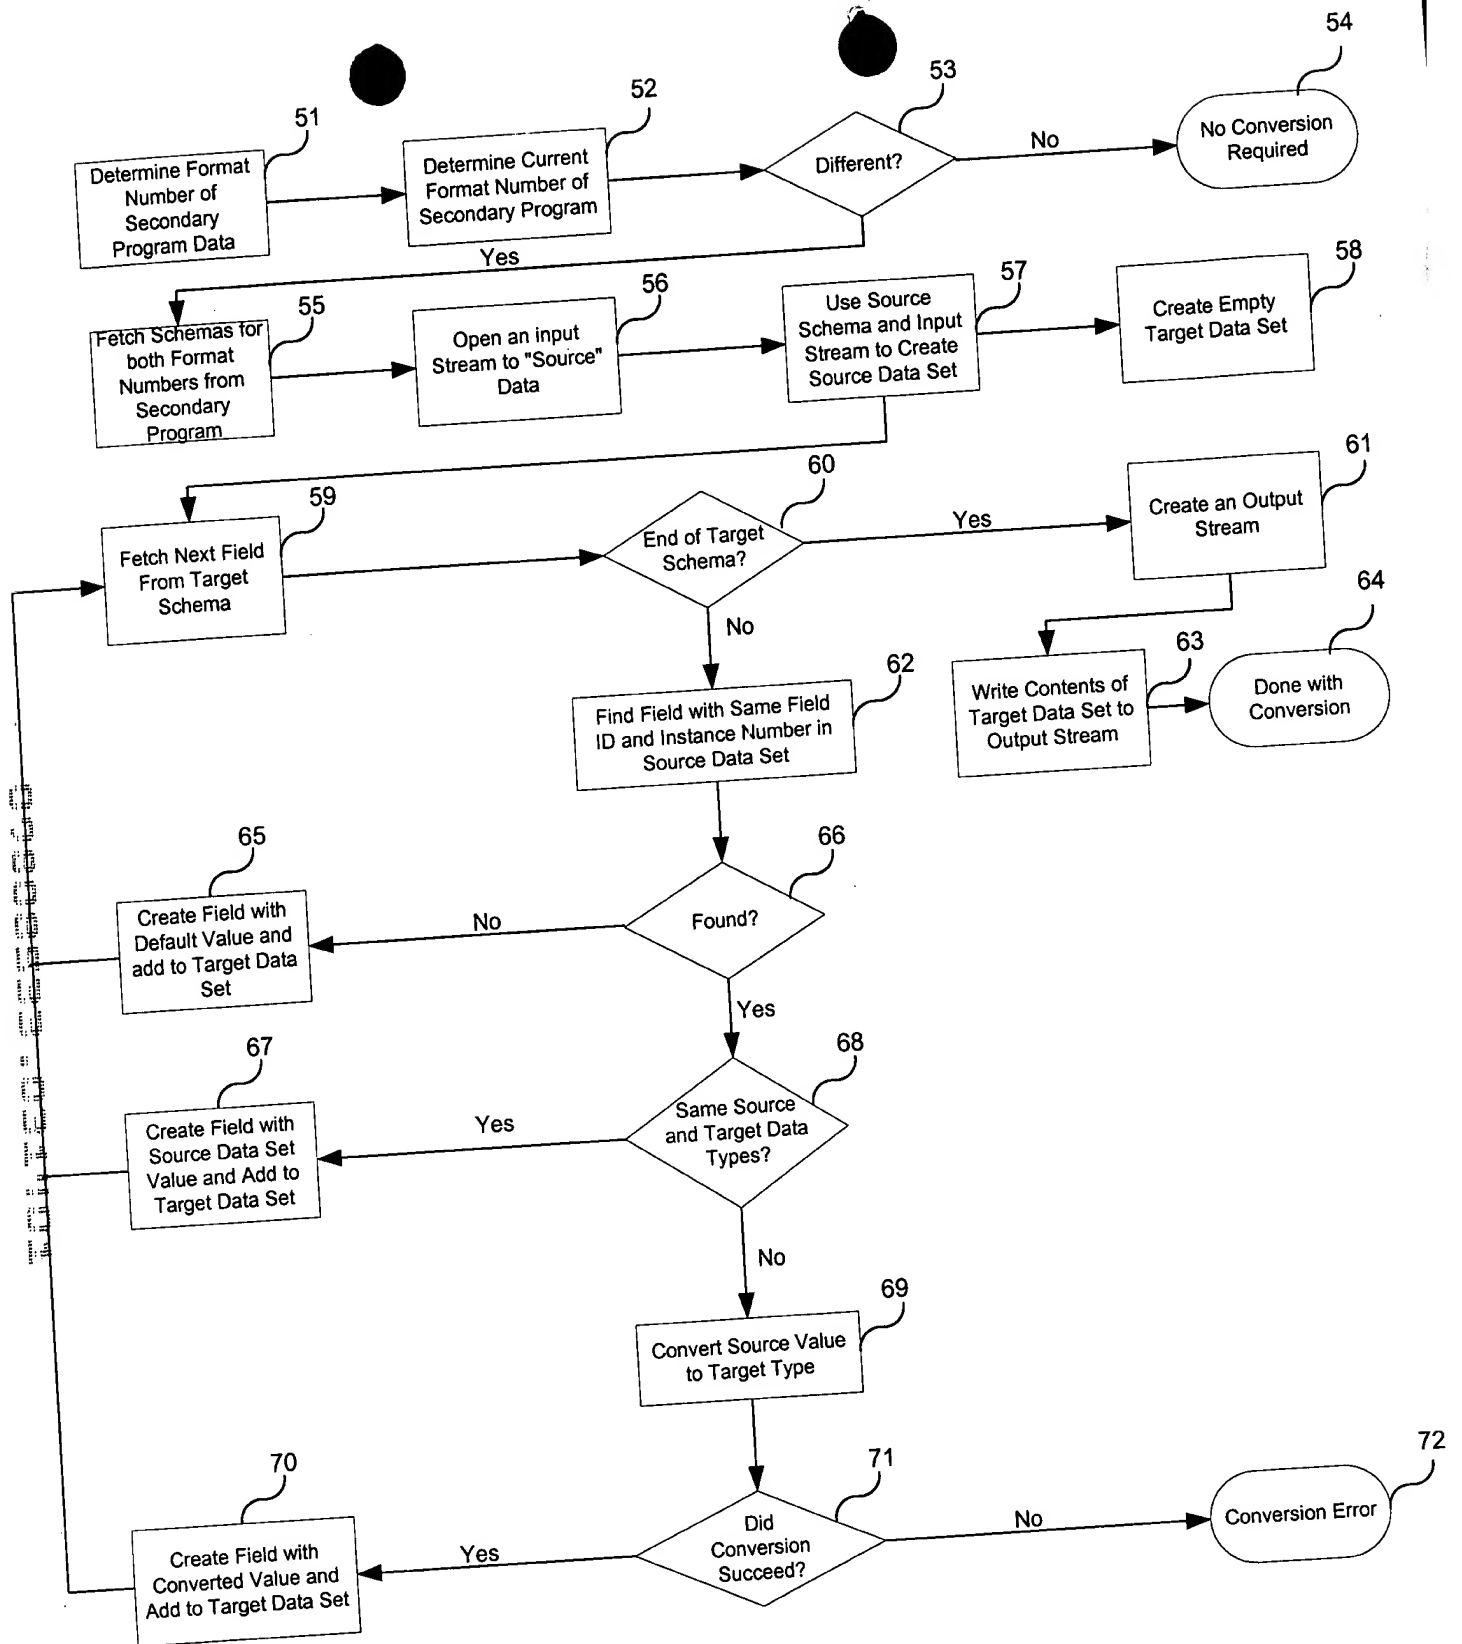 54
53
52
51
Determine Format
Number of
Secondary
Program Data
Determine Current
Format Number of
Secondary Program
Different?
No
No Conversion
Required
Yes
58
57
56
55
Fetch Schemas for
both Format
Numbers from
Secondary
Program
Open an input
Stream to "Source"
Data
Use Source
Schema and Input
Stream to Create
Source Data Set
Create Empty
Target Data Set
61
60
59
Fetch Next Field
From Target
Schema
End of Target
Schema?
Yes
Create an Output
Stream
No
64
63
62
Find Field with Same Field
ID and Instance Number in
Source Data Set
Write Contents of
Target Data Set to
Output Stream
Done with
Conversion
65
66
Create Field with
Default Value and
add to Target Data
Set
No
Found?
Yes
67
68
Create Field with
Source Data Set
Value and Add to
Target Data Set
Yes
Same Source
and Target Data
Types?
No
69
Convert Source Value
to Target Type
70
71
72
Create Field with
Converted Value and
Add to Target Data Set
Yes
Did
Conversion
Succeed?
No
Conversion Error